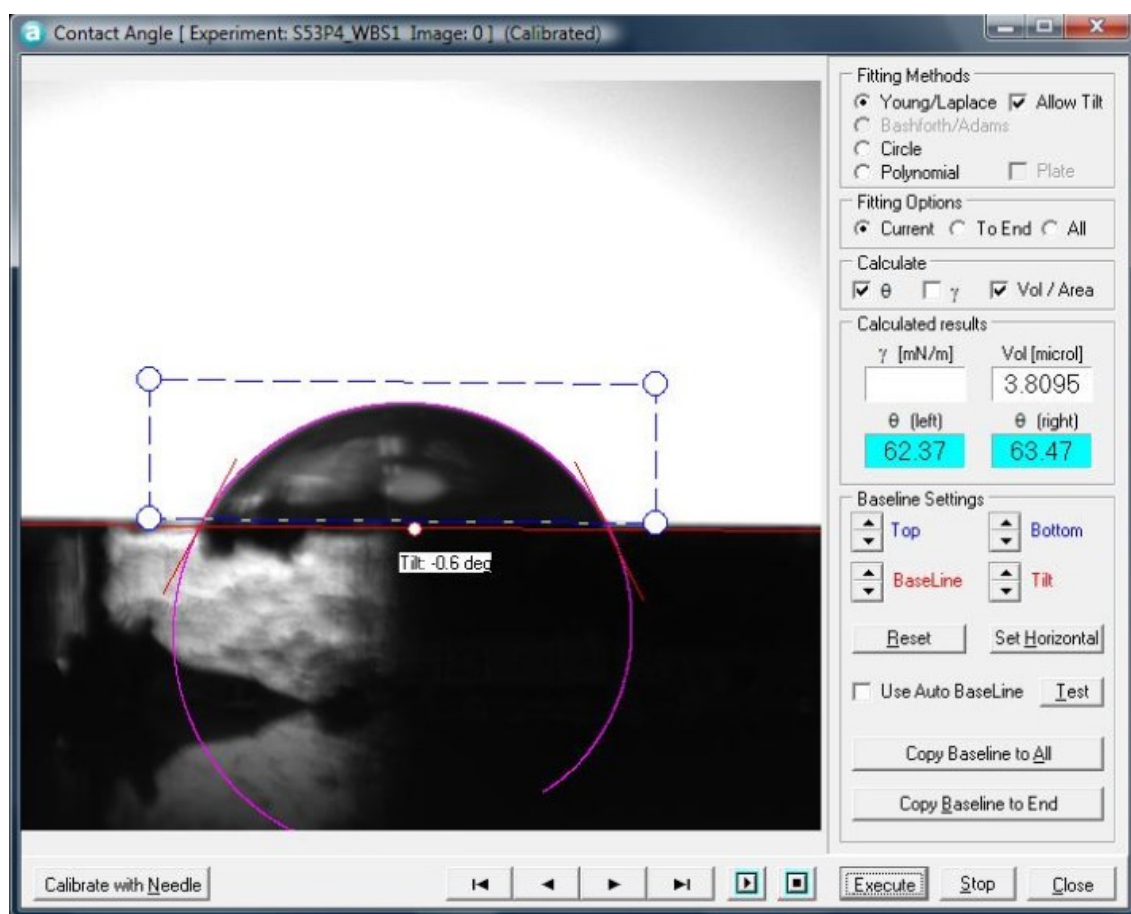 Contact Angle [ Experiment: S53P4_WBS1 Image: 0 ] (Calibrated)
Fitting Methods
Young/Laplace Allow Tilt
Bashforth/Adams
Circle
Polynomial Plate
Fitting Options
Current To End All
Calculate
θ γ Vol / Area
Calculated results
γ [mN/m] Vol [microl]
3.8095
θ (left) θ (right)
62.37 63.47
Baseline Settings
Top Bottom
BaseLine Tilt
Reset Set Horizontal
Use Auto BaseLine Test
Copy Baseline to All
Copy Baseline to End
Tilt: -0.6 deg
Calibrate with Needle
Execute Stop Close